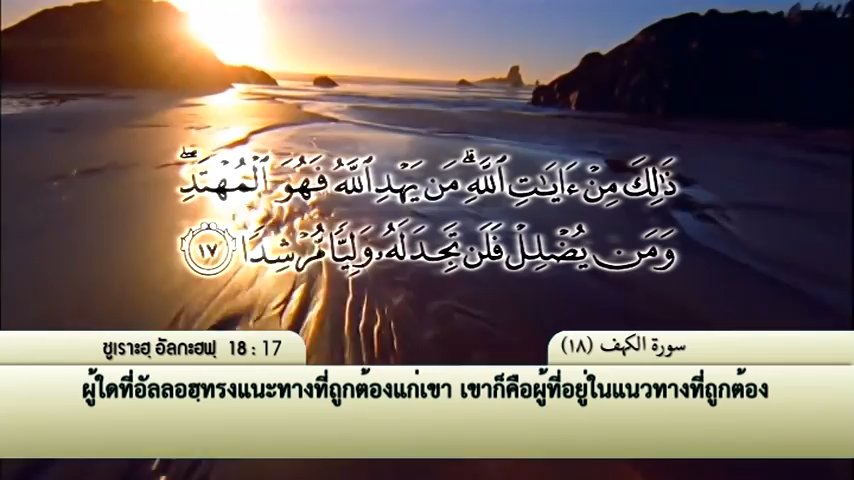 ذَٰلِكَ مِنْ ءَايَـٰتِ ٱللَّهِ ۗ مَن يَهْدِ ٱللَّهُ فَهُوَ ٱلْمُهْتَدِ ۖ
وَمَن يُضْلِلْ فَلَن تَجِدَ لَهُۥ وَلِيًّا مُّرْشِدًا ١٧
ซูเราะฮฺ อัลกะฮฟฺ 18 : 17
سورة الكهف (١٨)
ผู้ใดที่อัลลอฮฺทรงแนะทางที่ถูกต้องแก่เขา เขาก็คือผู้ที่อยู่ในแนวทางที่ถูกต้อง